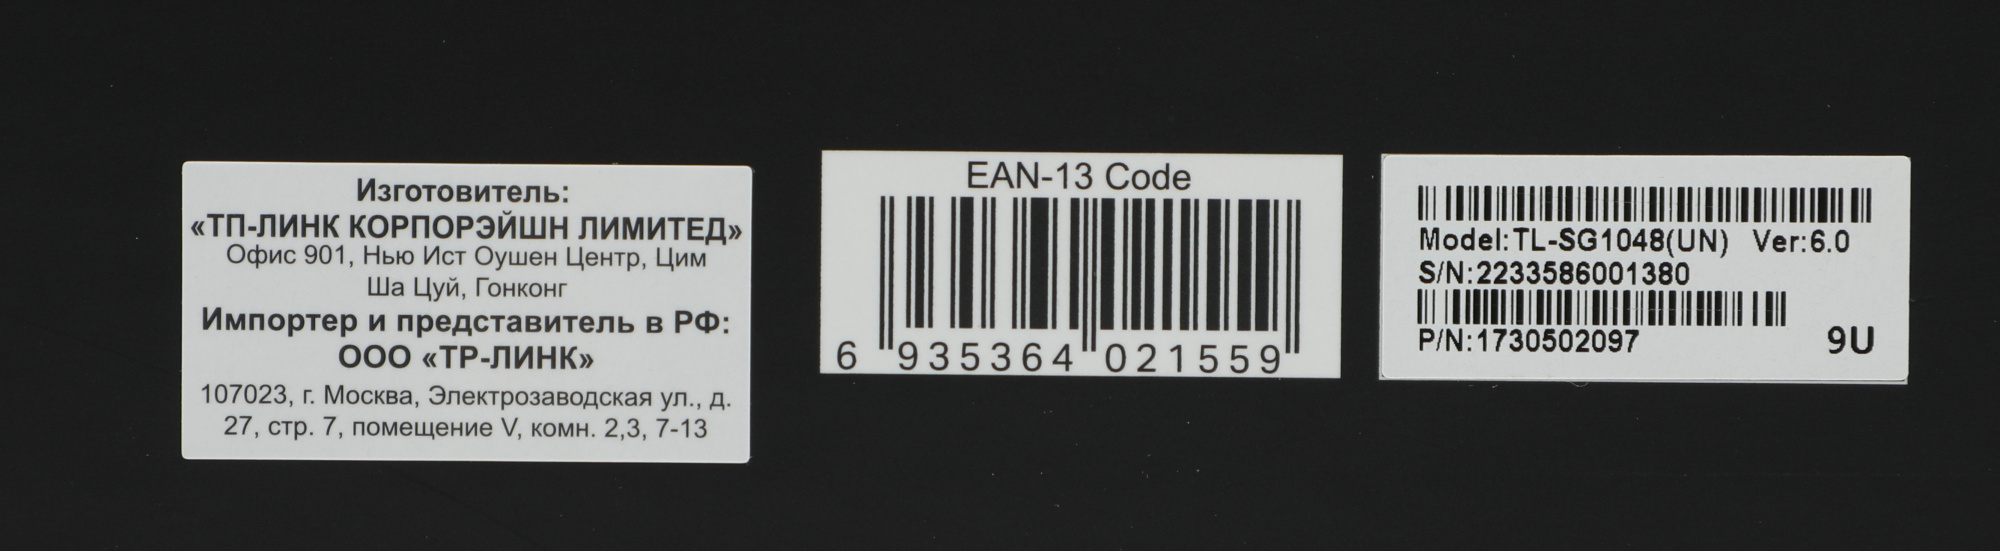 Изготовитель:
«ТП-ЛИНК КОРПОРЭЙШН ЛИМИТЕД»
Офис 901, Нью Ист Оушен Центр, Цим
Ша Цуй, Гонконг
Импортер и представитель в РФ:
ООО «ТР-ЛИНК»
107023, г. Москва, Электрозаводская ул., д.
27, стр. 7, помещение V, комн. 2,3, 7-13
EAN-13 Code
6 935364 021559
Model:TL-SG1048(UN) Ver:6.0
S/N:2233586001380
P/N:1730502097 9U